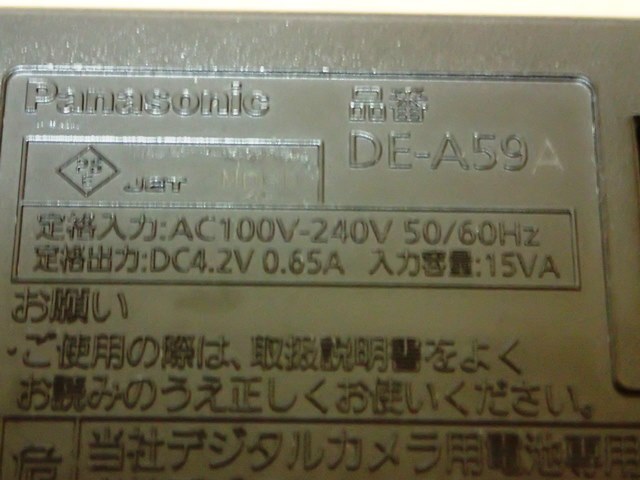 Panasonic 品番
DE-A59A
JET
定格入力:AC100V-240V 50/60Hz
定格出力:DC4.2V 0.65A 入力容量:15VA
お願い
・ご使用の際は、取扱説明書をよく
お読みのうえ正しくお使いください。
当社デジタルカメラ用電池専用